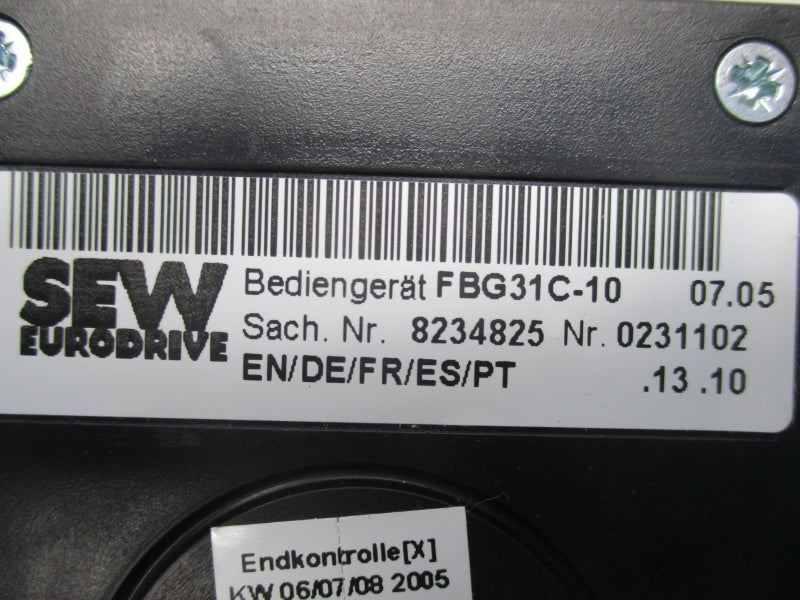 SEW
EURODRIVE
Bediengerät FBG31C-10 07.05
Sach. Nr. 8234825 Nr. 0231102
EN/DE/FR/ES/PT .13 .10
Endkontrolle[X]
KW 06/07/08 2005